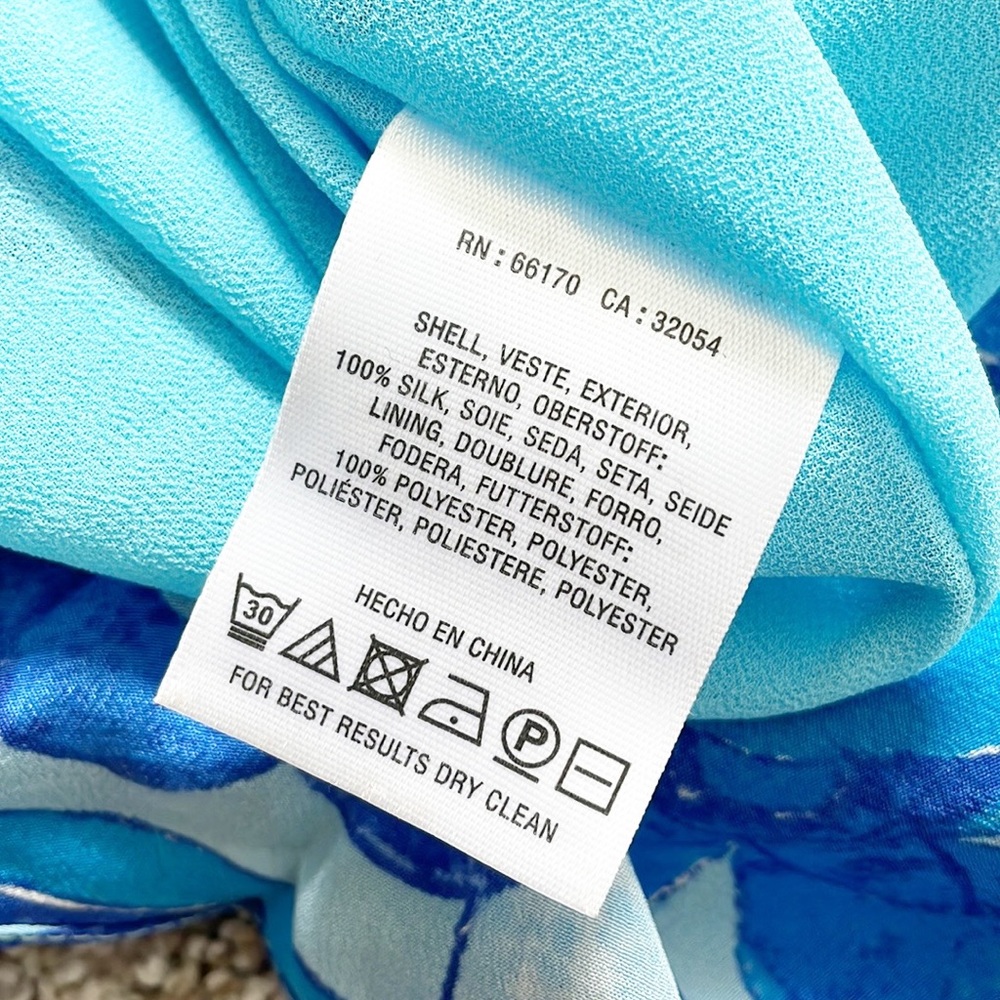 RN : 66170 CA : 32054
SHELL, VESTE, EXTERIOR,
ESTERNO, OBERSTOFF:
100% SILK, SOIE, SEDA, SETA, SEIDE
LINING, DOUBLURE, FORRO,
FODERA, FUTTERSTOFF:
100% POLYESTER, POLYESTER,
POLIÉSTER, POLIESTERE, POLYESTER
HECHO EN CHINA
30
P
FOR BEST RESULTS DRY CLEAN